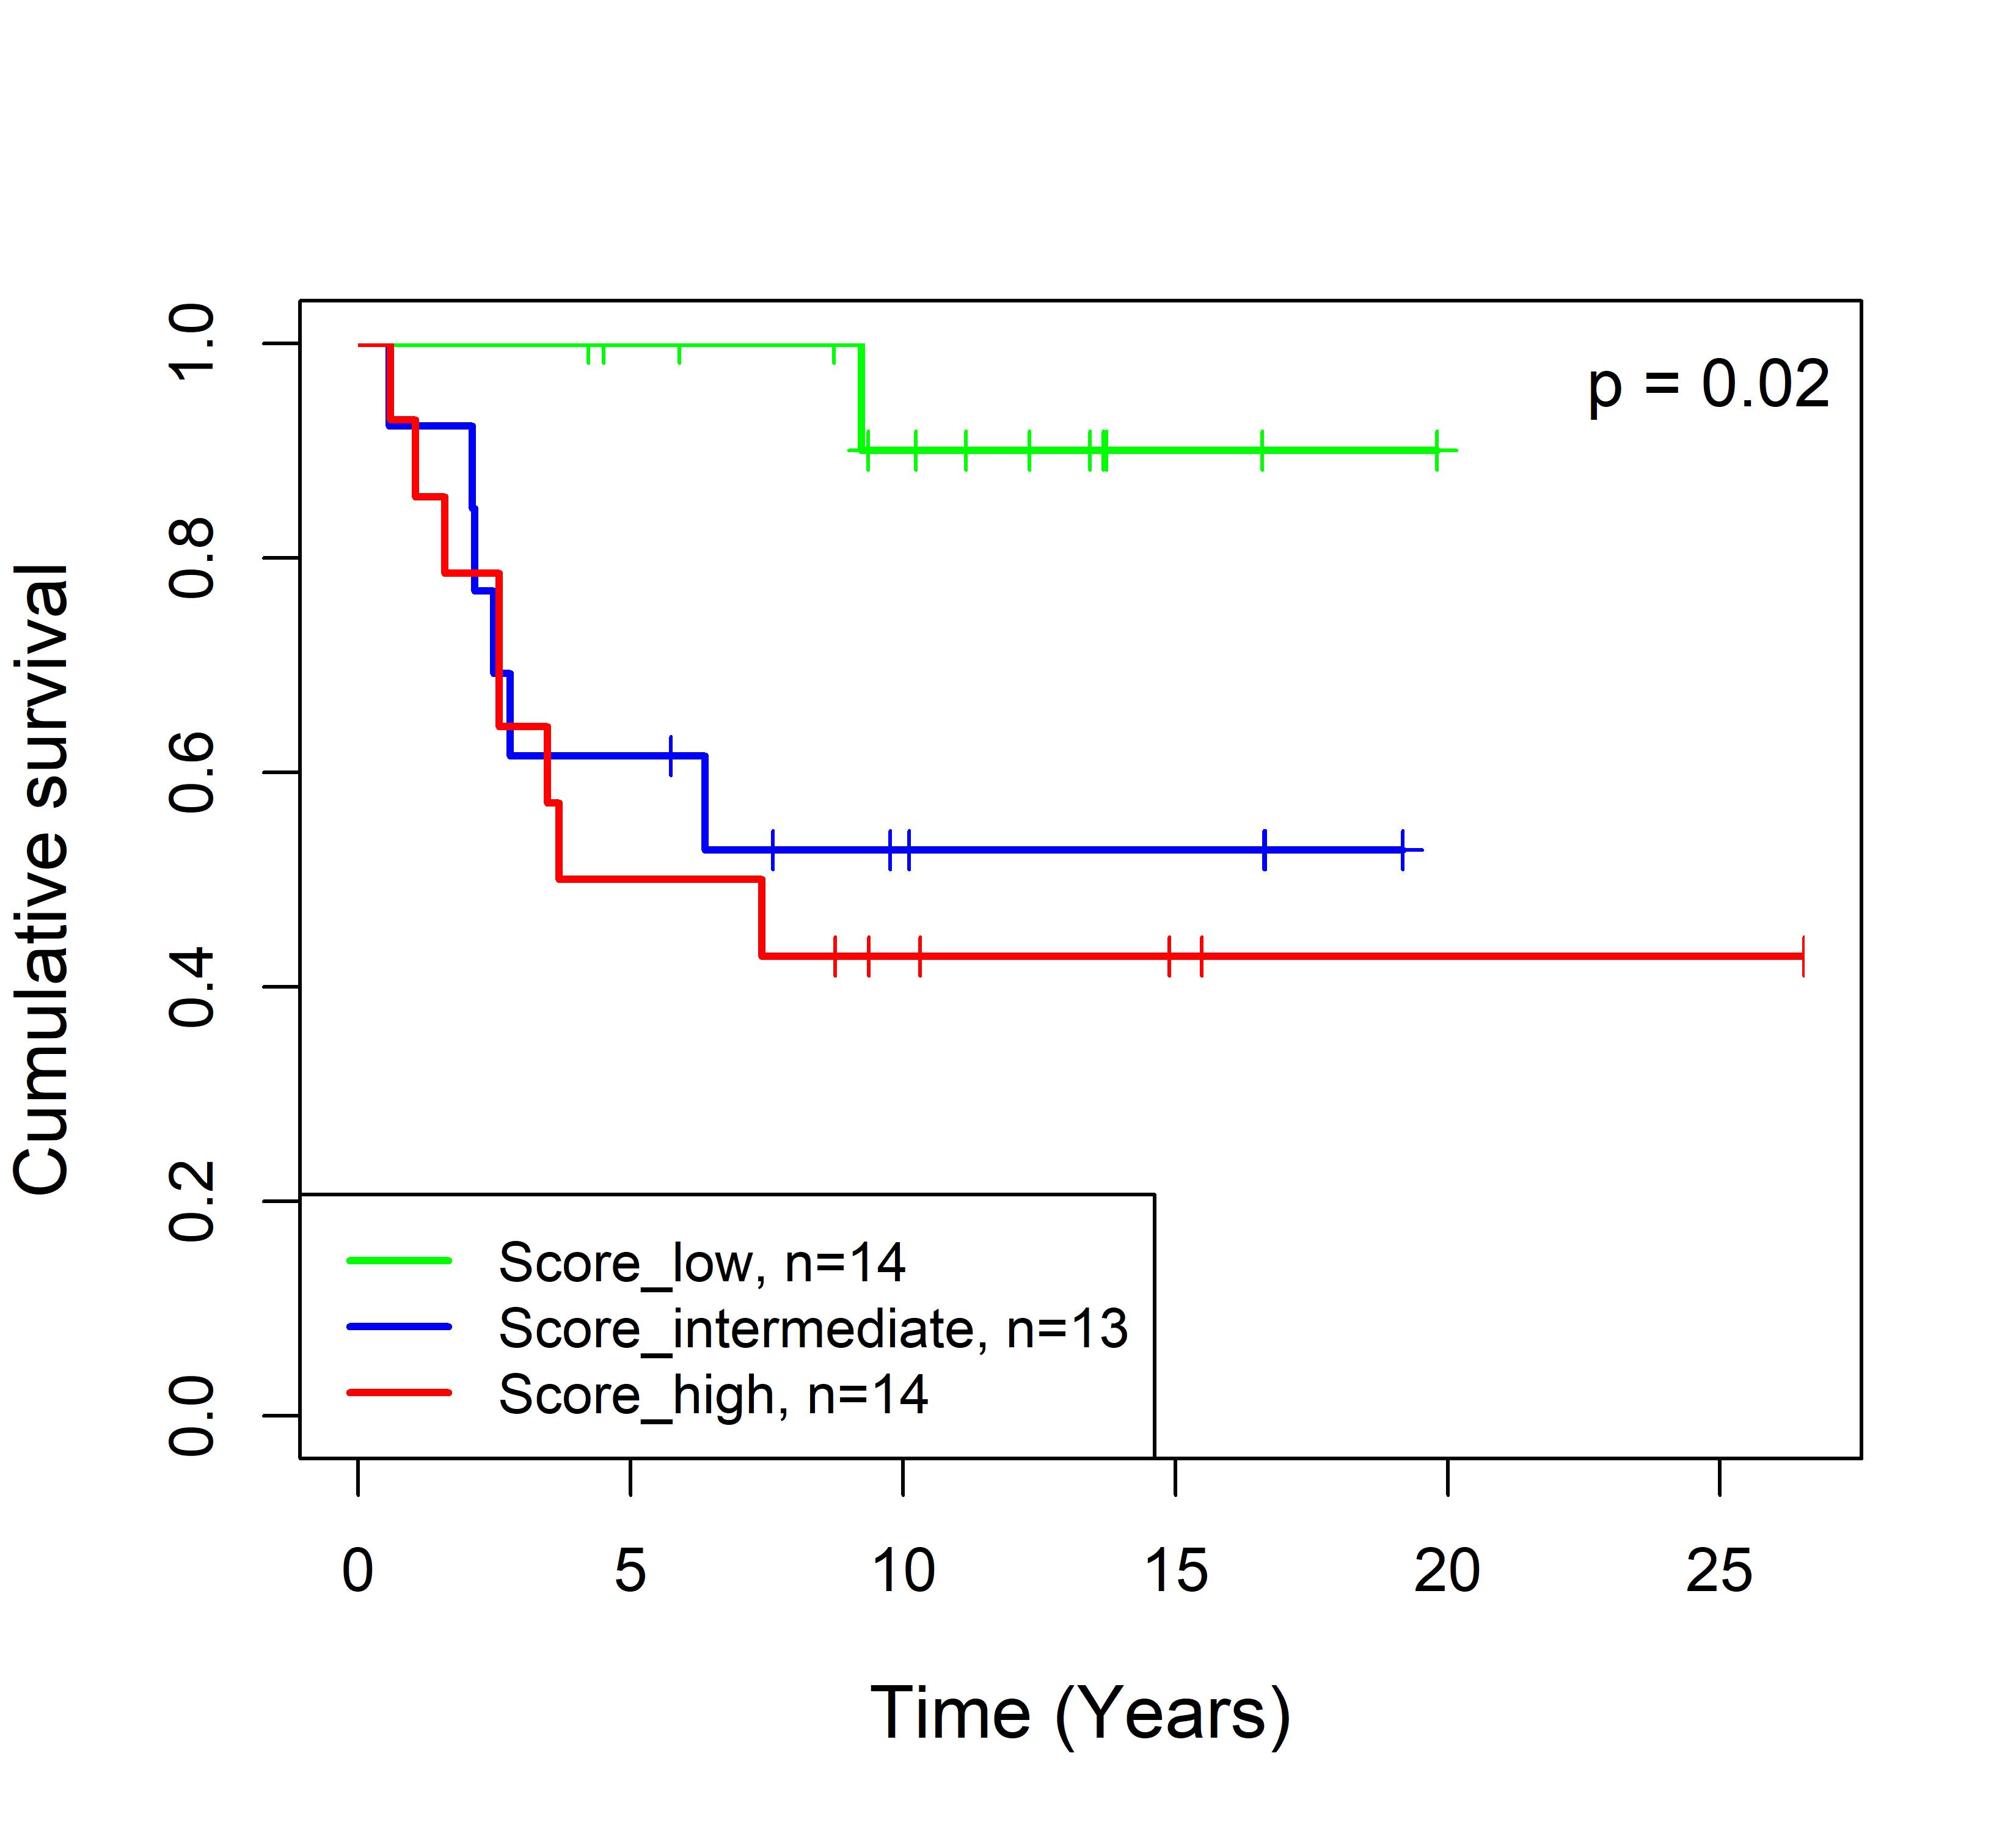 p = 0.02
Cumulative survival
1.0
0.8
0.6
0.4
0.2
0.0
Score_low, n=14
Score_intermediate, n=13
Score_high, n=14
0 5 10 15 20 25
Time (Years)